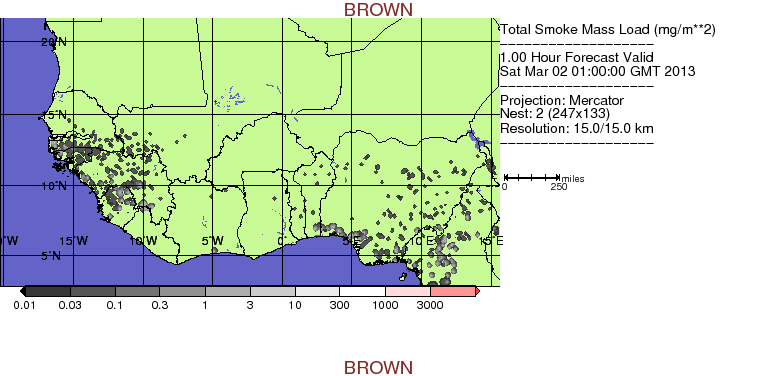 BROWN
Total Smoke Mass Load (mg/m**2)
1.00 Hour Forecast Valid
Sat Mar 02 01:00:00 GMT 2013
Projection: Mercator
Nest: 2 (247x133)
Resolution: 15.0/15.0 km
miles
0 250
20°N
15°N
10°N
°W 15°W 10°W 5°W 0° 5°E 10°E 15°E
5°N
0.01 0.03 0.1 0.3 1 3 10 300 1000 3000
BROWN